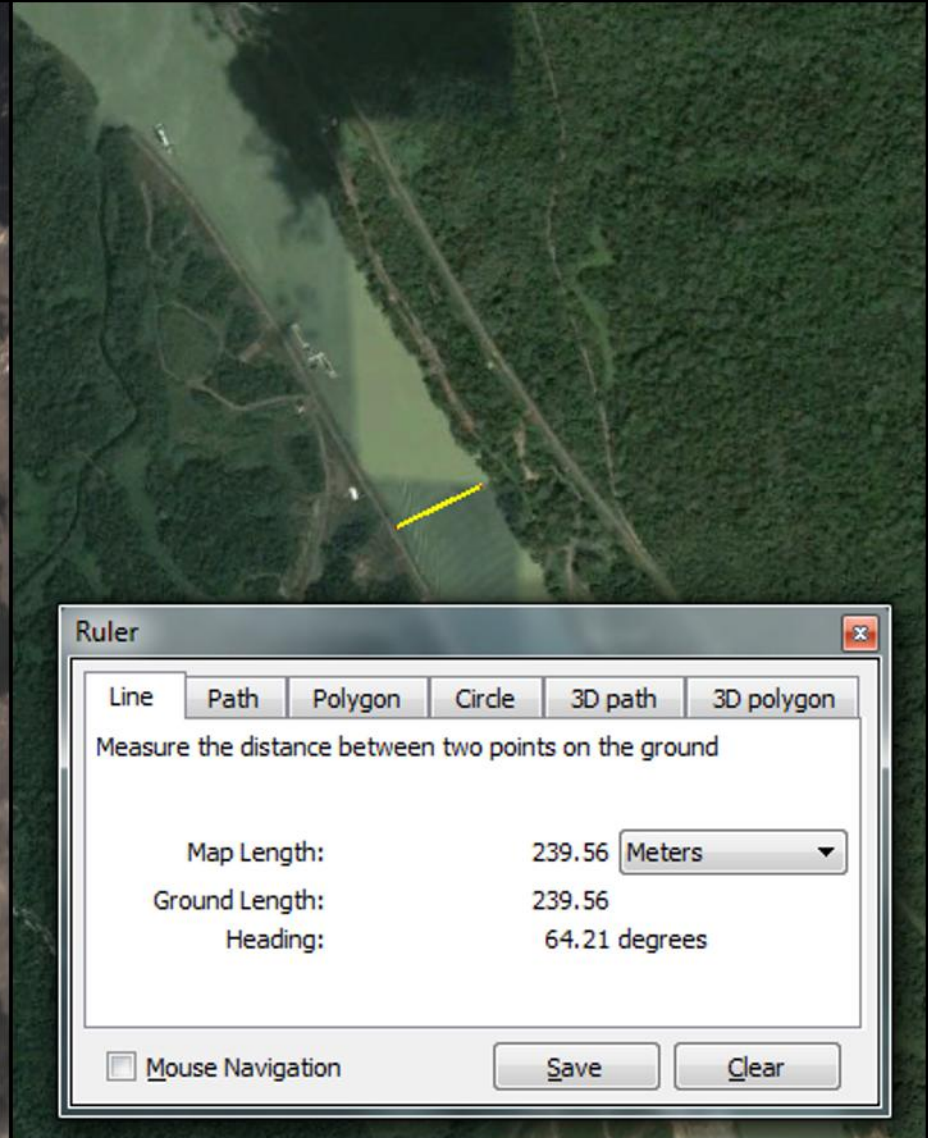 Ruler
Line Path Polygon Circle 3D path 3D polygon
Measure the distance between two points on the ground
Map Length: 239.56 Meters
Ground Length: 239.56
Heading: 64.21 degrees
Mouse Navigation Save Clear